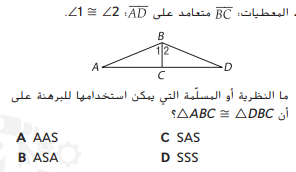 . المعطيات: BC متعامد على AD؛ ∠1 ≅ ∠2.
B
1 2
A
D
C
ما النظرية أو المسلّمة التي يمكن استخدامها للبرهنة على
أن △ABC ≅ △DBC؟
A AAS
C SAS
B ASA
D SSS